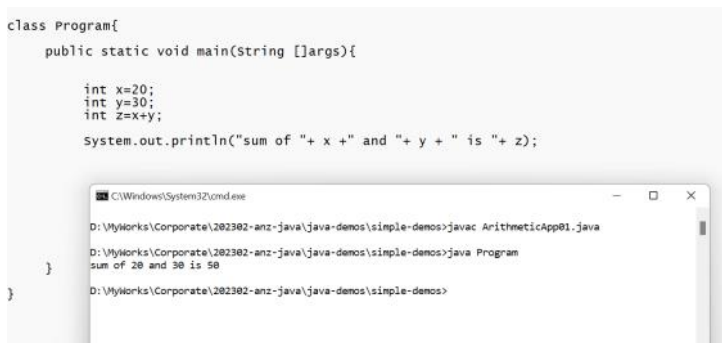 class Program{
public static void main(String []args){
int x=20;
int y=30;
int z=x+y;
System.out.println("sum of "+ x +" and "+ y + " is "+ z);
C:\Windows\System32\cmd.exe
D:\MyWorks\Corporate\202302-anz-java\java-demos\simple-demos>javac ArithmeticApp01.java
D:\MyWorks\Corporate\202302-anz-java\java-demos\simple-demos>java Program
sum of 20 and 30 is 50
D:\MyWorks\Corporate\202302-anz-java\java-demos\simple-demos>
}
}